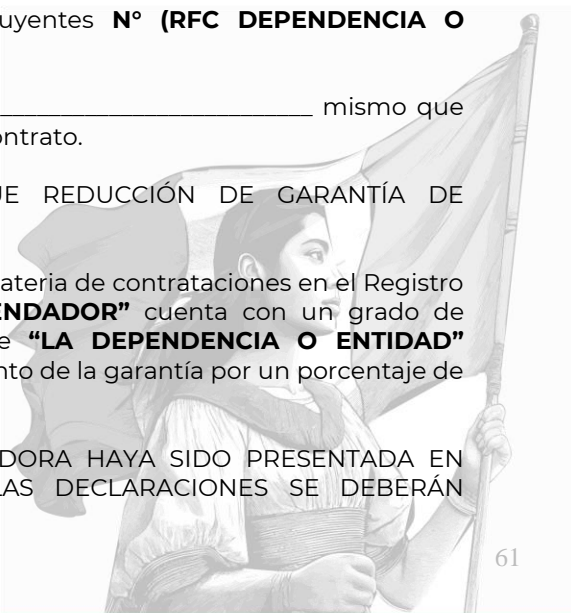 uyentes N° (RFC DEPENDENCIA O
____________________________ mismo que
ontrato.
UE REDUCCIÓN DE GARANTÍA DE
ateria de contrataciones en el Registro
ENDADOR” cuenta con un grado de
e “LA DEPENDENCIA O ENTIDAD”
nto de la garantía por un porcentaje de
DORA HAYA SIDO PRESENTADA EN
LAS DECLARACIONES SE DEBERÁN
61